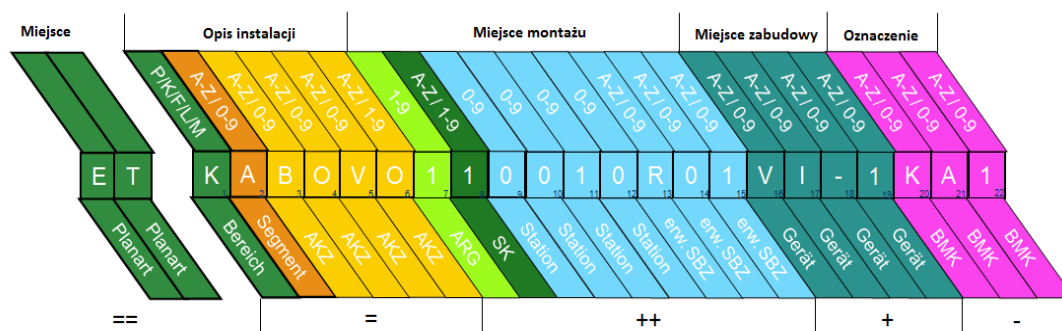 Miejsce Opis instalacji Miejsce montażu Miejsce zabudowy Oznaczenie
P/K/F/L/M
A-Z/ 0-9
A-Z/ 0-9
A-Z/ 0-9
A-Z/ 0-9
A-Z/ 1-9
1-9
A-Z/ 1-9
0-9
0-9
0-9
0-9
A-Z/ 0-9
A-Z/ 0-9
A-Z/ 0-9
A-Z/ 0-9
A-Z/ 0-9
A-Z/ 0-9
A-Z/ 0-9
A-Z/ 0-9
A-Z/ 0-9
A-Z/ 0-9
E T K A B O V O 1 1 0 0 1 0 R 0 1 V I - 1 K A 1
1 2 3 4 5 6 7 8 9 10 11 12 13 14 15 16 17 18 19 20 21 22
Planart
Planart
Bereich
Segment
AKZ
AKZ
AKZ
AKZ
ARG
SK
Station
Station
Station
Station
erw. SBZ
erw. SBZ
erw. SBZ
Gerät
Gerät
Gerät
Gerät
BMK
BMK
BMK
== = ++ + -